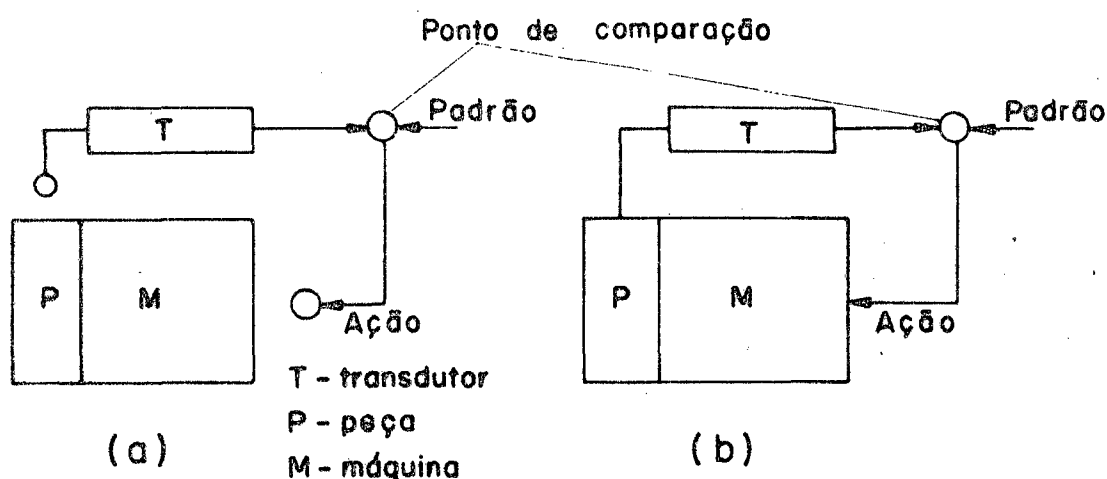 Ponto de comparação
T
Padrão
P
M
Ação
T - transdutor
P - peça
M - máquina
(a)
T
Padrão
P
M
Ação
(b)